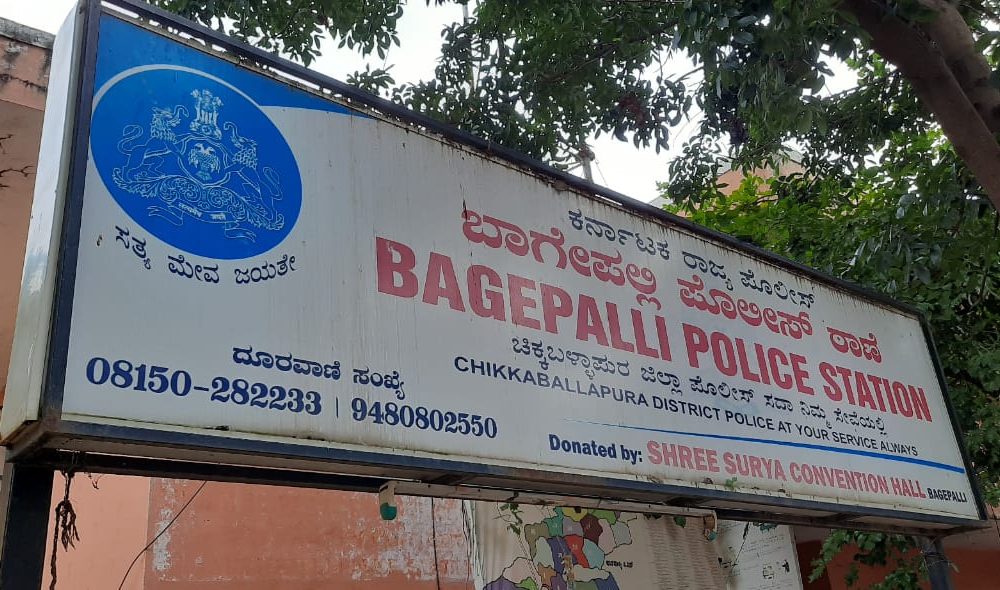 ಸತ್ಯ ಮೇವ ಜಯತೇ
ಕರ್ನಾಟಕ ರಾಜ್ಯ ಪೊಲೀಸ್
ಬಾಗೇಪಲ್ಲಿ ಪೊಲೀಸ್ ಠಾಣೆ
BAGEPALLI POLICE STATION
ಚಿಕ್ಕಬಳ್ಳಾಪುರ ಜಿಲ್ಲಾ ಪೊಲೀಸ್ ಸದಾ ನಿಮ್ಮ ಸೇವೆಯಲ್ಲಿ
CHIKKABALLAPURA DISTRICT POLICE AT YOUR SERVICE ALWAYS
ದೂರವಾಣಿ ಸಂಖ್ಯೆ
08150-282233 | 9480802550
Donated by: SHREE SURYA CONVENTION HALL BAGEPALLI